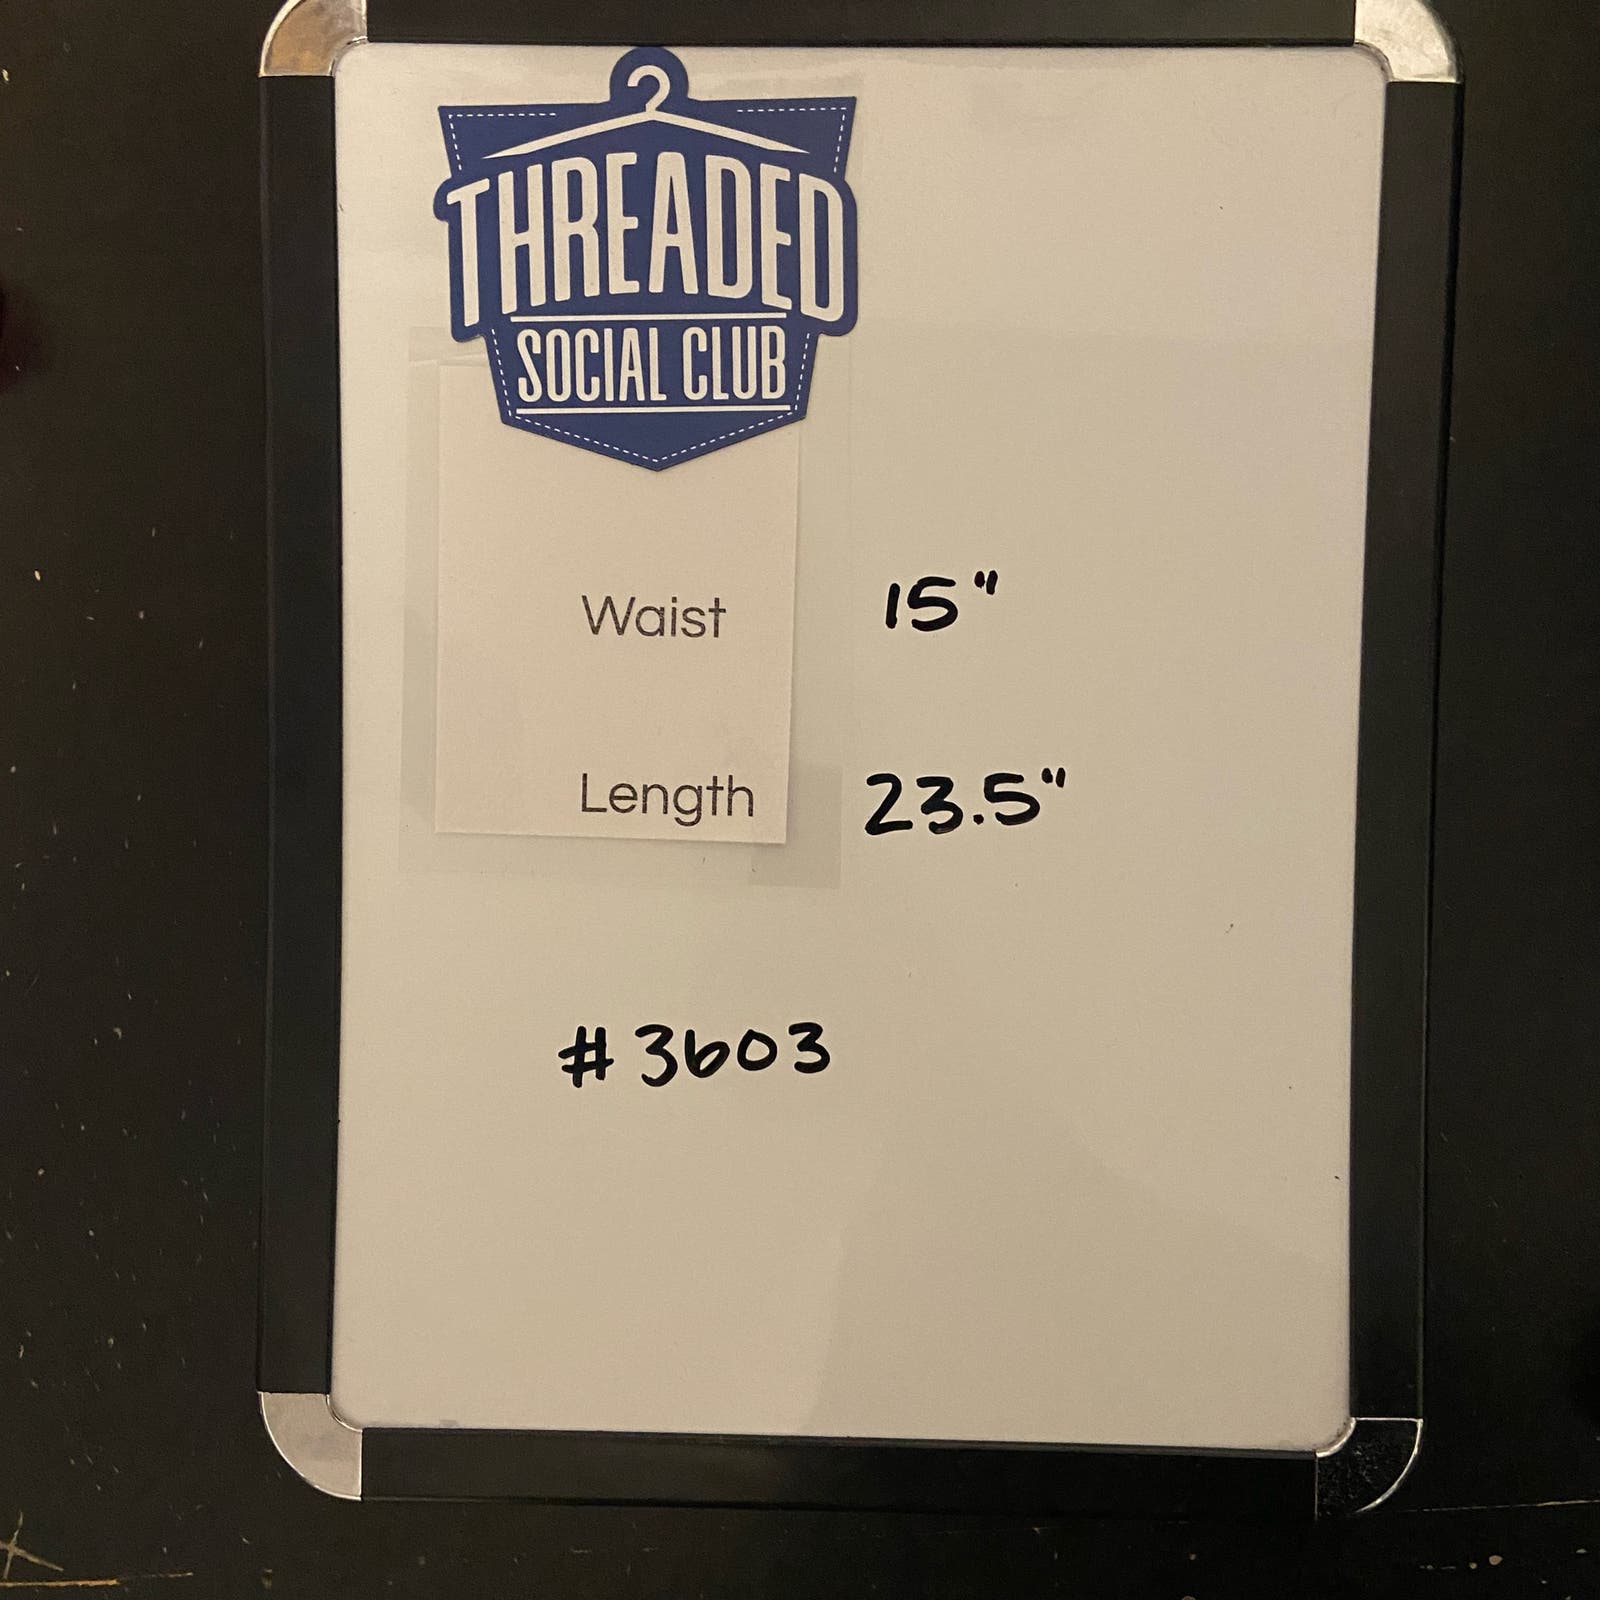 THREADED
SOCIAL CLUB
Waist 15"
Length 23.5"
#3603